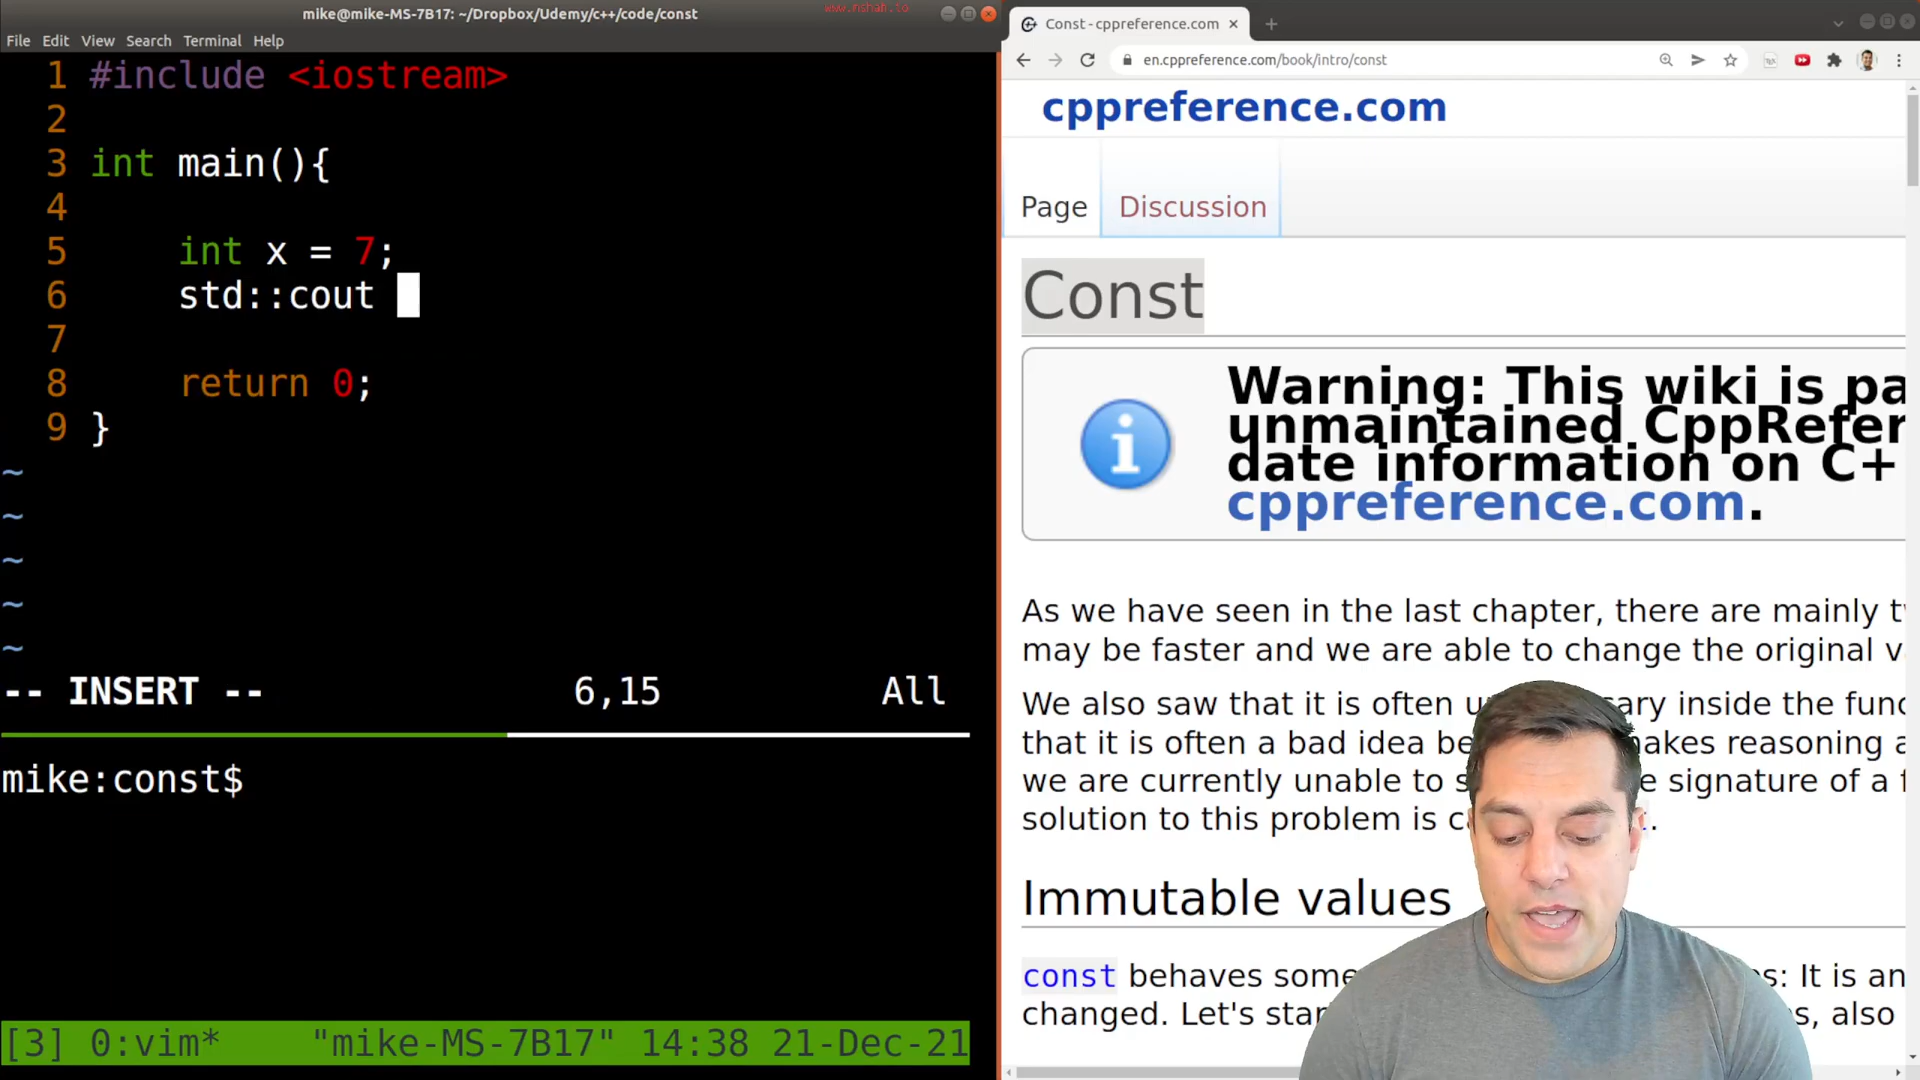 mike@mike-MS-7B17: ~/Dropbox/Udemy/c++/code/const
www.mshah.io
File Edit View Search Terminal Help
1 #include <iostream>
2
3 int main(){
4
5 int x = 7;
6 std::cout
7
8 return 0;
9 }
~
~
~
~
~
-- INSERT -- 6,15 All
mike:const$
[3] 0:vim* "mike-MS-7B17" 14:38 21-Dec-21
Const - cppreference.com
en.cppreference.com/book/intro/const
cppreference.com
Page Discussion
Const
Warning: This wiki is pa
unmaintained CppRefer
date information on C+
cppreference.com.
As we have seen in the last chapter, there are mainly
may be faster and we are able to change the original
We also saw that it is often u ary inside the func
that it is often a bad idea be akes reasoning
we are currently unable to s e signature of a
solution to this problem is c .
Immutable values
const behaves some s: It is an
changed. Let's star s, also